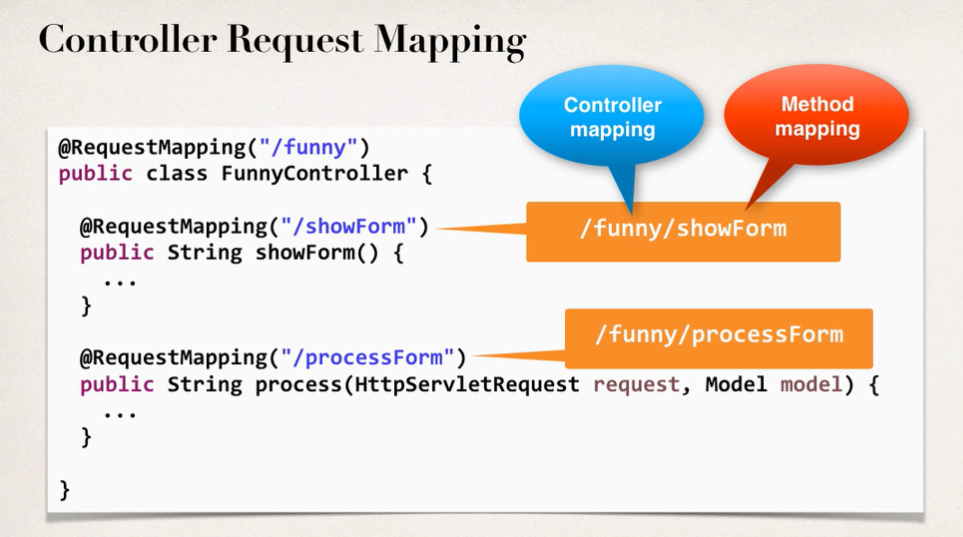 Controller Request Mapping
Controller
mapping
Method
mapping
@RequestMapping("/funny")
public class FunnyController {
@RequestMapping("/showForm")
/funny/showForm
public String showForm() {
...
}
/funny/processForm
@RequestMapping("/processForm")
public String process(HttpServletRequest request, Model model) {
...
}
}